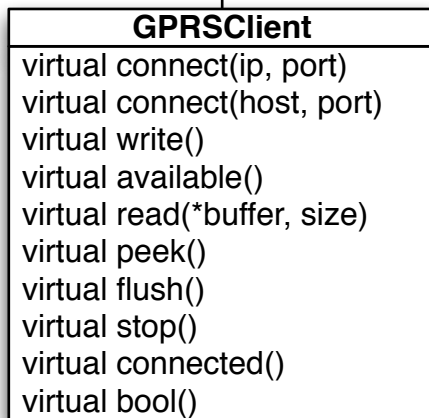 GPRSClient
virtual connect(ip, port)
virtual connect(host, port)
virtual write()
virtual available()
virtual read(*buffer, size)
virtual peek()
virtual flush()
virtual stop()
virtual connected()
virtual bool()